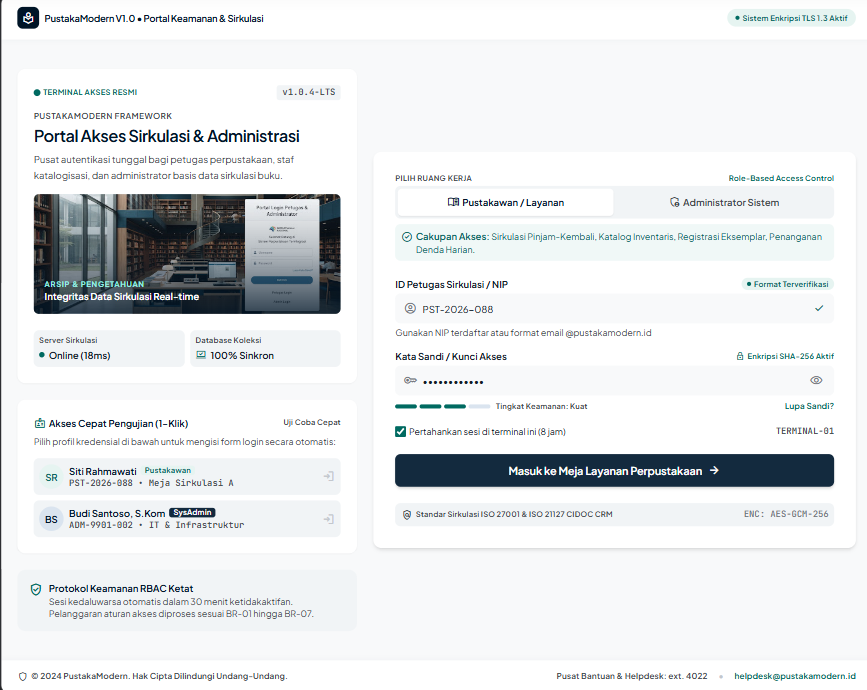 PustakaModern V1.0 • Portal Keamanan & Sirkulasi
Sistem Enkripsi TLS 1.3 Aktif
TERMINAL AKSES RESMI
v1.0.4-LTS
PUSTAKAMODERN FRAMEWORK
Portal Akses Sirkulasi & Administrasi
Pusat autentikasi tunggal bagi petugas perpustakaan, staf
katalogisasi, dan administrator basis data sirkulasi buku.
Portal Login Petugas &
Administrator
ARSIP & PENGETAHUAN
Integritas Data Sirkulasi Real-time
Server Sirkulasi
Online (18ms)
Database Koleksi
100% Sinkron
Akses Cepat Pengujian (1-Klik)
Uji Coba Cepat
Pilih profil kredensial di bawah untuk mengisi form login secara otomatis:
SR
Siti Rahmawati
Pustakawan
PST-2026-088 • Meja Sirkulasi A
BS
Budi Santoso, S.Kom
SysAdmin
ADM-9901-002 • IT & Infrastruktur
Protokol Keamanan RBAC Ketat
Sesi kedaluwarsa otomatis dalam 30 menit ketidakaktifan.
Pelanggaran aturan akses diproses sesuai BR-01 hingga BR-07.
PILIH RUANG KERJA
Role-Based Access Control
Pustakawan / Layanan
Administrator Sistem
Cakupan Akses: Sirkulasi Pinjam-Kembali, Katalog Inventaris, Registrasi Eksemplar, Penanganan
Denda Harian.
ID Petugas Sirkulasi / NIP
Format Terverifikasi
PST-2026-088
Gunakan NIP terdaftar atau format email @pustakamodern.id
Kata Sandi / Kunci Akses
Enkripsi SHA-256 Aktif
••••••••••••
Tingkat Keamanan: Kuat
Lupa Sandi?
Pertahankan sesi di terminal ini (8 jam)
TERMINAL-01
Masuk ke Meja Layanan Perpustakaan →
Standar Sirkulasi ISO 27001 & ISO 21127 CIDOC CRM
ENC: AES-GCM-256
© 2024 PustakaModern. Hak Cipta Dilindungi Undang-Undang.
Pusat Bantuan & Helpdesk: ext. 4022
helpdesk@pustakamodern.id